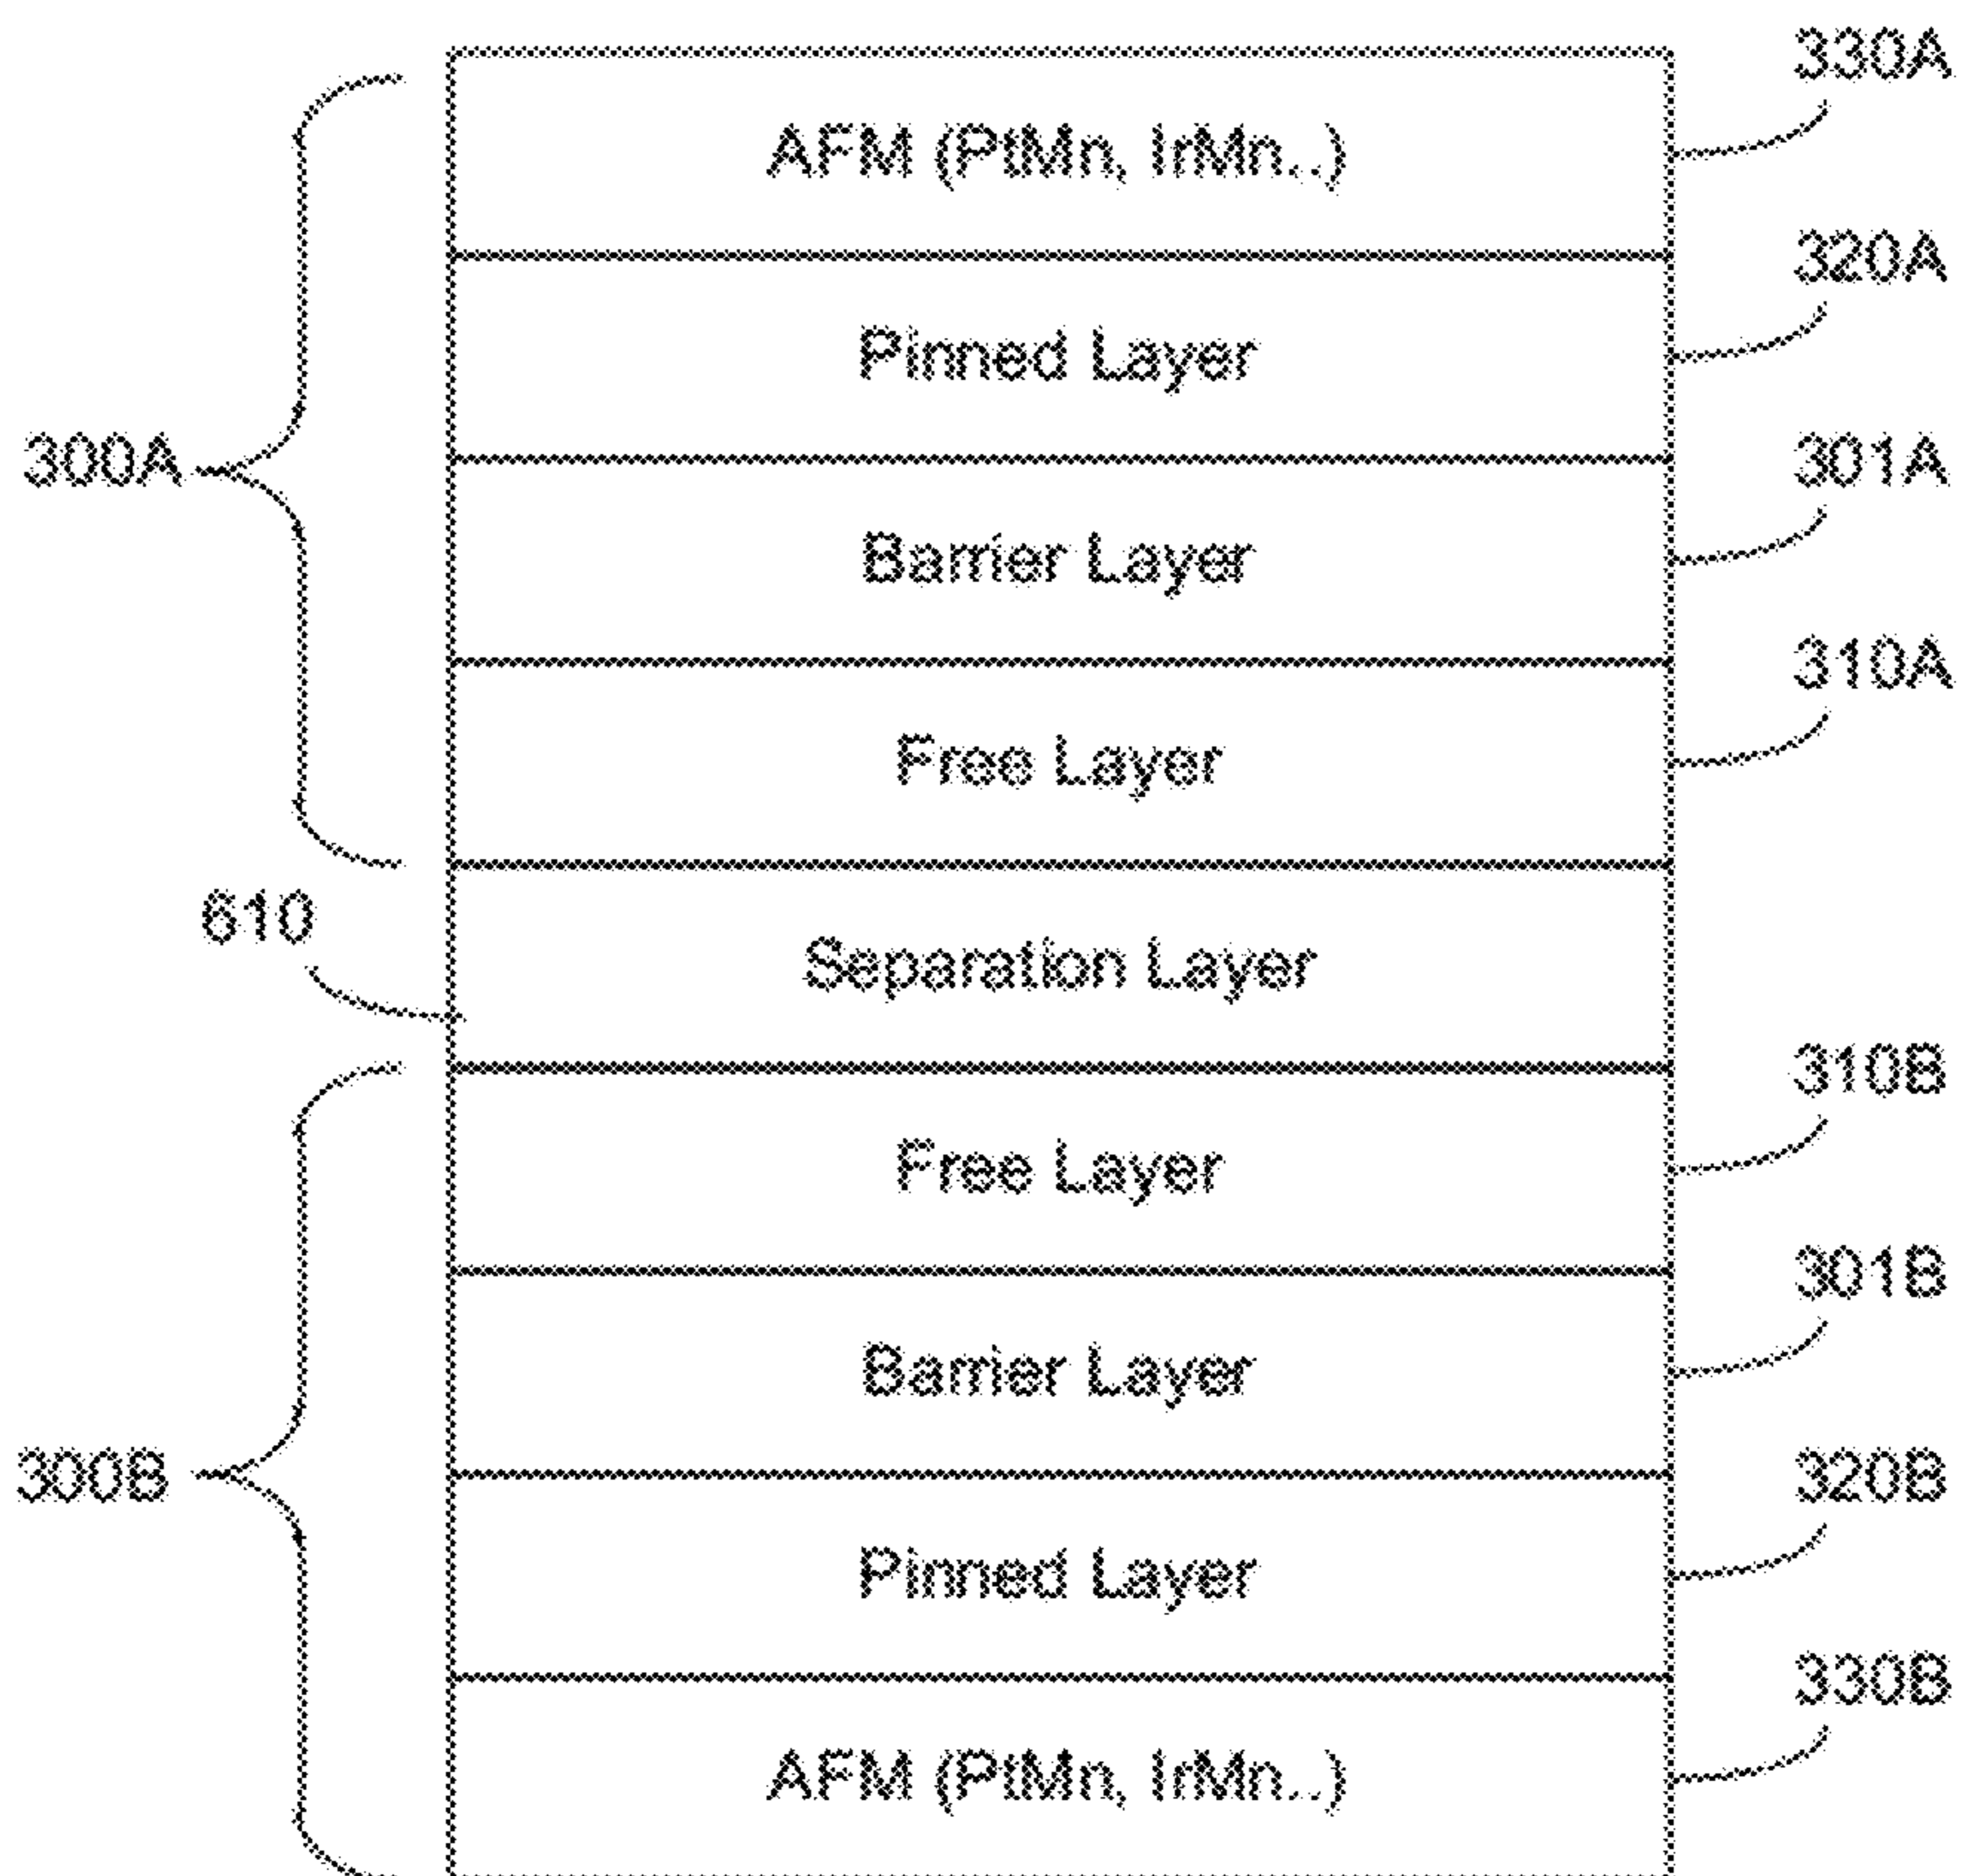 330A
AFM (PtMn, IrMn..)
320A
Pinned Layer
300A
301A
Barrier Layer
310A
Free Layer
610
Separation Layer
310B
Free Layer
301B
Barrier Layer
300B
320B
Pinned Layer
330B
AFM (PtMn, IrMn..)